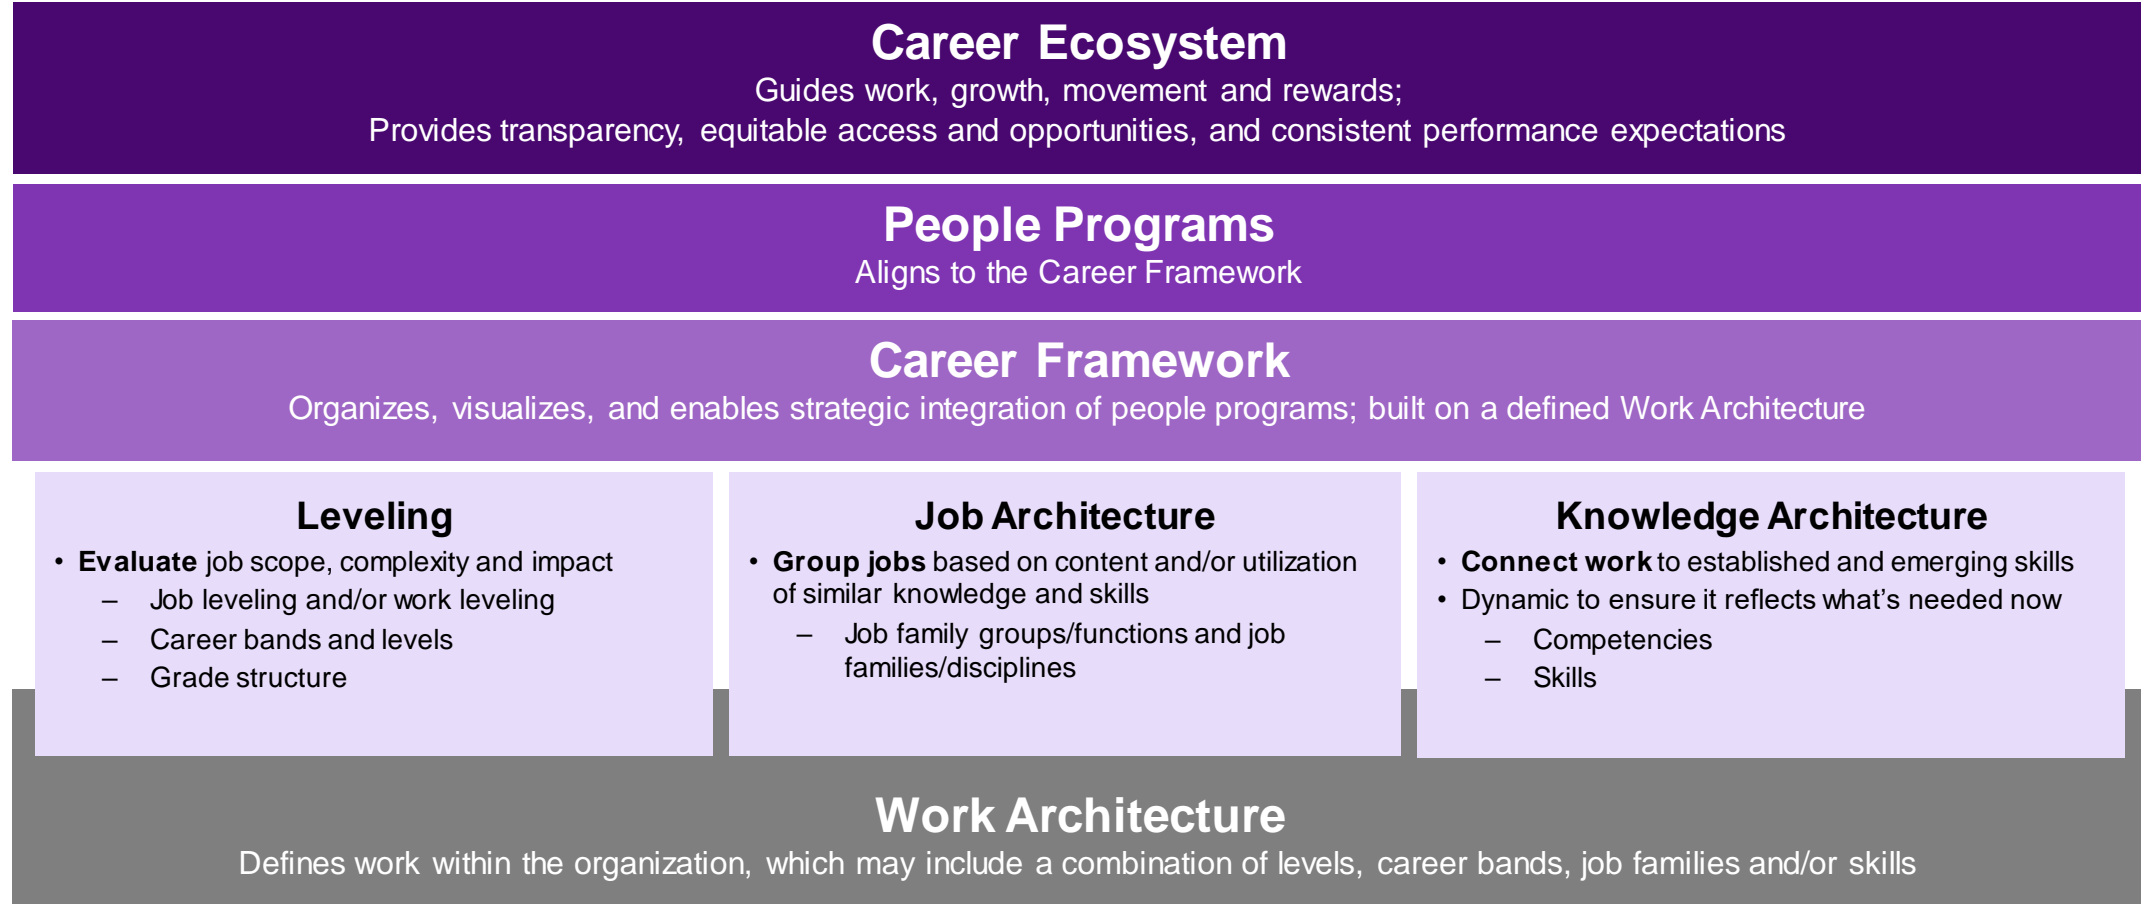 Career Ecosystem
Guides work, growth, movement and rewards;
Provides transparency, equitable access and opportunities, and consistent performance expectations
People Programs
Aligns to the Career Framework
Career Framework
Organizes, visualizes, and enables strategic integration of people programs; built on a defined Work Architecture
Leveling
• Evaluate job scope, complexity and impact
– Job leveling and/or work leveling
– Career bands and levels
– Grade structure
Job Architecture
• Group jobs based on content and/or utilization
of similar knowledge and skills
– Job family groups/functions and job
families/disciplines
Knowledge Architecture
• Connect work to established and emerging skills
• Dynamic to ensure it reflects what’s needed now
– Competencies
– Skills
Work Architecture
Defines work within the organization, which may include a combination of levels, career bands, job families and/or skills